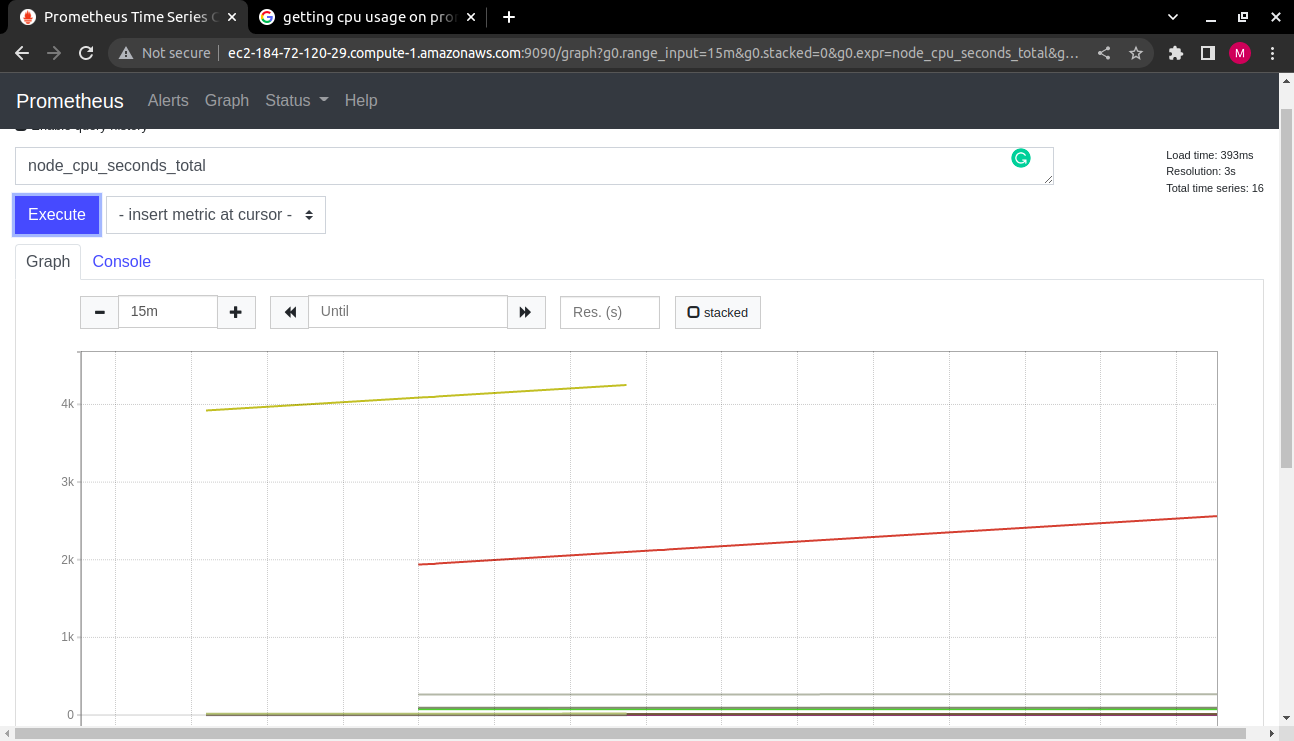 Prometheus Time Series C
getting cpu usage on pro
Not secure
ec2-184-72-120-29.compute-1.amazonaws.com:9090/graph?g0.range_input=15m&g0.stacked=0&g0.expr=node_cpu_seconds_total&g...
M
Prometheus Alerts Graph Status Help
Enable query history
node_cpu_seconds_total
Load time: 393ms
Resolution: 3s
Total time series: 16
Execute
- insert metric at cursor -
Graph Console
15m
Until
Res. (s)
stacked
4k
3k
2k
1k
0